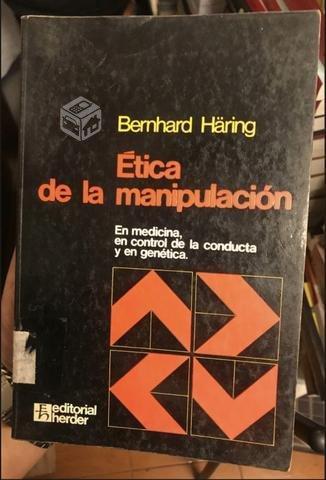 Bernhard Häring
Ética
de la manipulación
En medicina,
en control de la conducta
y en genética.
editorial
herder